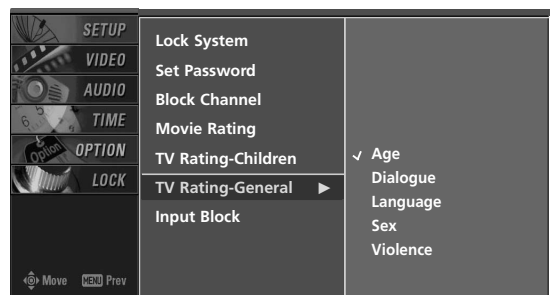 SETUP
VIDEO
AUDIO
TIME
OPTION
LOCK
Move MENU Prev
Lock System
Set Password
Block Channel
Movie Rating
TV Rating-Children
TV Rating-General ►
Input Block
✓ Age
Dialogue
Language
Sex
Violence